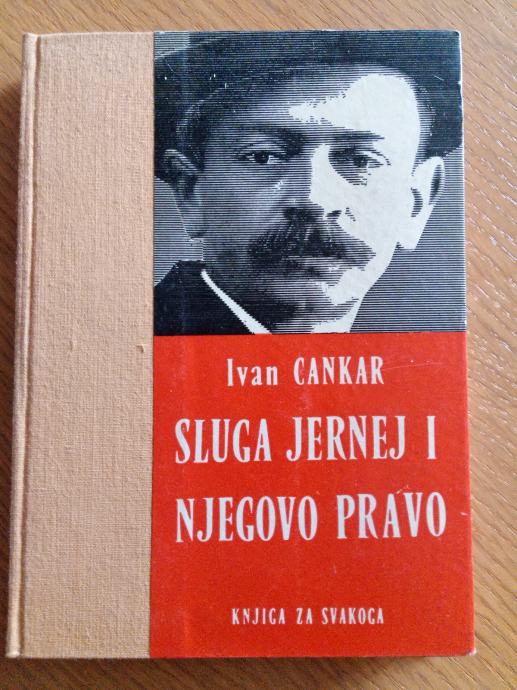 Ivan CANKAR
SLUGA JERNEJ I
NJEGOVO PRAVO
KNJIGA ZA SVAKOGA